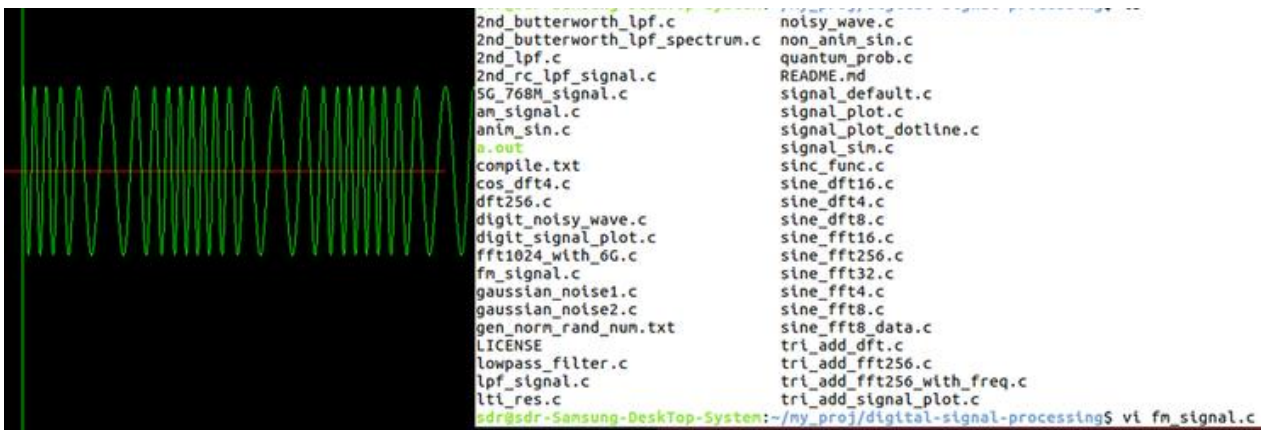 2nd_butterworth_lpf.c noisy_wave.c
2nd_butterworth_lpf_spectrum.c non_anim_sin.c
2nd_lpf.c quantum_prob.c
2nd_rc_lpf_signal.c README.md
5G_768M_signal.c signal_default.c
am_signal.c signal_plot.c
anim_sin.c signal_plot_dotline.c
a.out signal_sim.c
compile.txt sinc_func.c
cos_dft4.c sine_dft16.c
dft256.c sine_dft4.c
digit_noisy_wave.c sine_dft8.c
digit_signal_plot.c sine_fft16.c
fft1024_with_6G.c sine_fft256.c
fm_signal.c sine_fft32.c
gaussian_noise1.c sine_fft4.c
gaussian_noise2.c sine_fft8.c
gen_norm_rand_num.txt sine_fft8_data.c
LICENSE tri_add_dft.c
lowpass_filter.c tri_add_fft256.c
lpf_signal.c tri_add_fft256_with_freq.c
lti_res.c tri_add_signal_plot.c
sdr@sdr-Samsung-DeskTop-System:~/my_proj/digital-signal-processing$ vi fm_signal.c